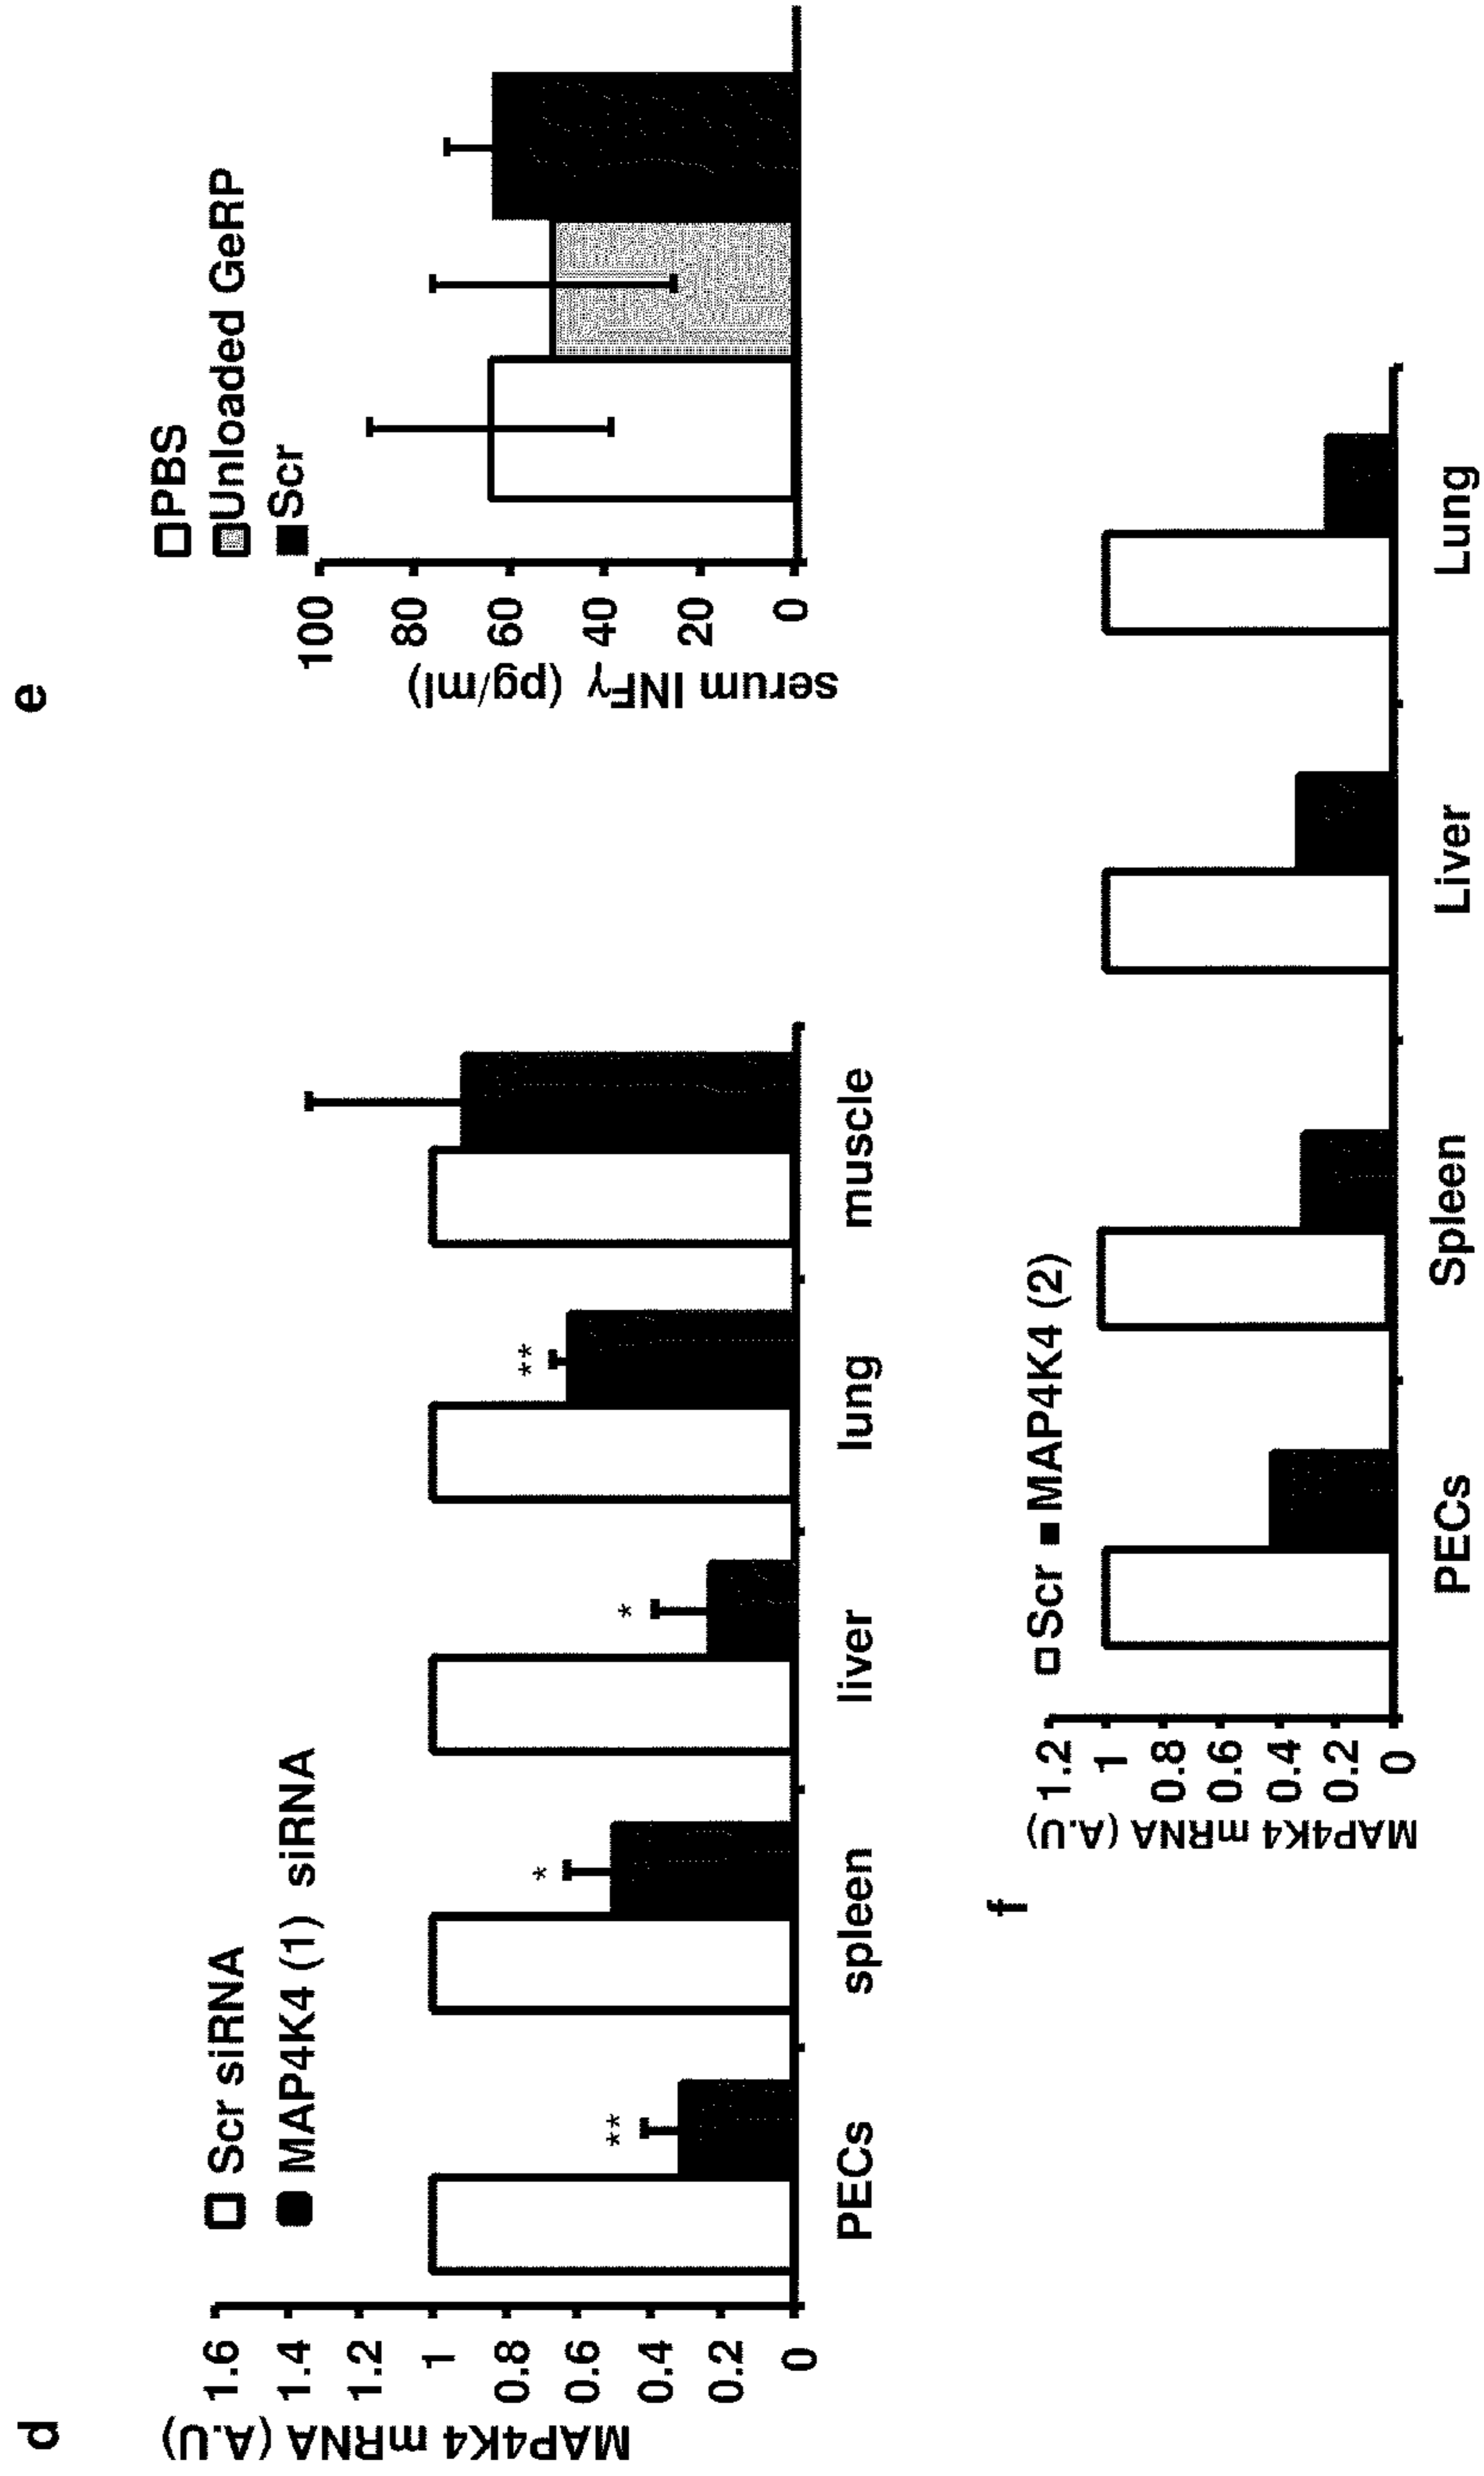 d
MAP4K4 mRNA (A.U)
1.6
1.4
1.2
1
0.8
0.6
0.4
0.2
0
Scr siRNA
MAP4K4 (1) siRNA
**
*
*
**
PECs
spleen
liver
lung
muscle
e
serum INFγ (pg/ml)
100
80
60
40
20
0
PBS
Unloaded GeRP
Scr
f
MAP4K4 mRNA (A.U)
1.2
1
0.8
0.6
0.4
0.2
0
Scr MAP4K4 (2)
PECs
Spleen
Liver
Lung